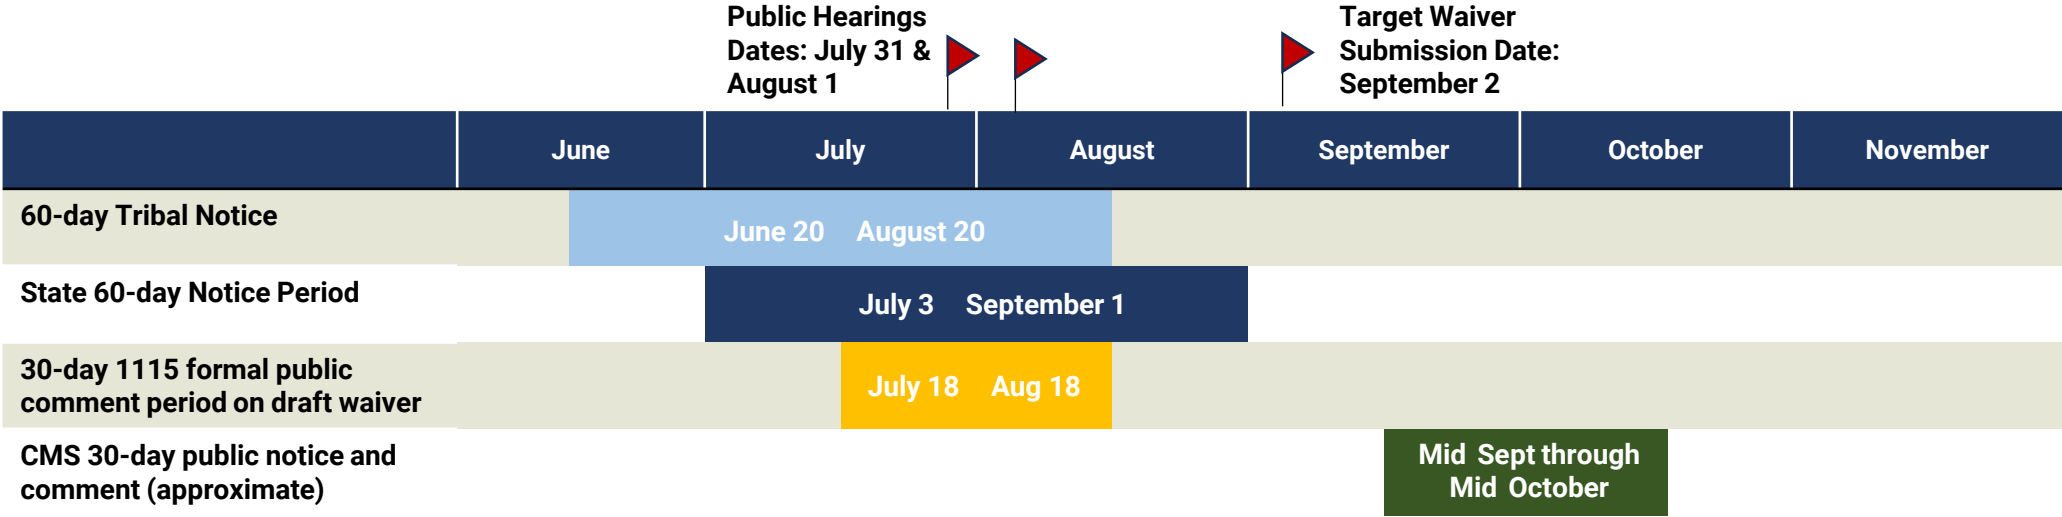 Public Hearings
Dates: July 31 &
August 1
Target Waiver
Submission Date:
September 2
June July August September October November
60-day Tribal Notice
June 20 August 20
State 60-day Notice Period
July 3 September 1
30-day 1115 formal public
comment period on draft waiver
July 18 Aug 18
CMS 30-day public notice and
comment (approximate)
Mid Sept through
Mid October